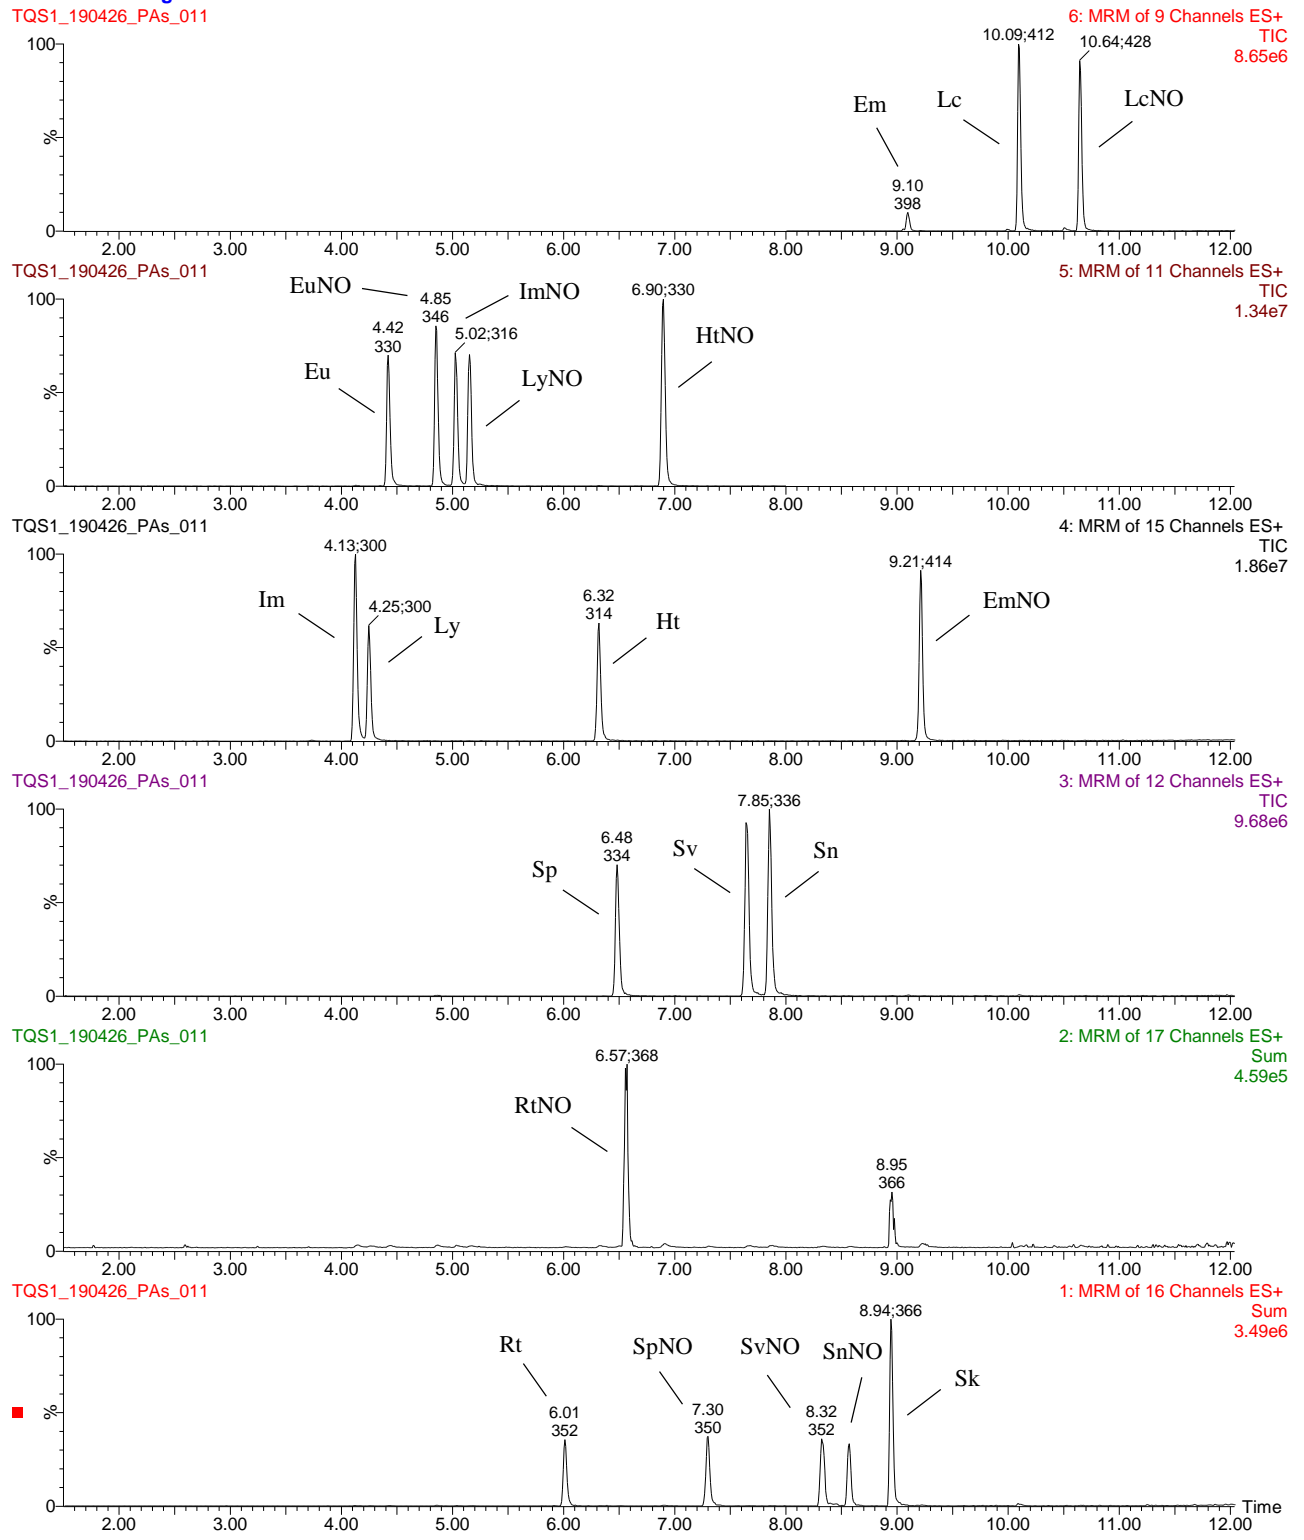 TQS1_190426_PAs_011
6: MRM of 9 Channels ES+
TIC
8.65e6
100
%
0
10.09;412
10.64;428
Em
Lc
LcNO
9.10
398
2.00 3.00 4.00 5.00 6.00 7.00 8.00 9.00 10.00 11.00 12.00
TQS1_190426_PAs_011
5: MRM of 11 Channels ES+
TIC
1.34e7
100
%
0
EuNO
4.85
346
ImNO
6.90;330
4.42
330
5.02;316
HtNO
Eu
LyNO
2.00 3.00 4.00 5.00 6.00 7.00 8.00 9.00 10.00 11.00 12.00
TQS1_190426_PAs_011
4: MRM of 15 Channels ES+
TIC
1.86e7
100
%
0
4.13;300
9.21;414
Im
4.25;300
Ly
6.32
314
Ht
EmNO
2.00 3.00 4.00 5.00 6.00 7.00 8.00 9.00 10.00 11.00 12.00
TQS1_190426_PAs_011
3: MRM of 12 Channels ES+
TIC
9.68e6
100
%
0
7.85;336
6.48
334
Sp
Sv
Sn
2.00 3.00 4.00 5.00 6.00 7.00 8.00 9.00 10.00 11.00 12.00
TQS1_190426_PAs_011
2: MRM of 17 Channels ES+
Sum
4.59e5
100
%
0
6.57;368
RtNO
8.95
366
2.00 3.00 4.00 5.00 6.00 7.00 8.00 9.00 10.00 11.00 12.00
TQS1_190426_PAs_011
1: MRM of 16 Channels ES+
Sum
3.49e6
100
%
0
8.94;366
Rt
SpNO
SvNO
SnNO
Sk
6.01
352
7.30
350
8.32
352
Time
2.00 3.00 4.00 5.00 6.00 7.00 8.00 9.00 10.00 11.00 12.00